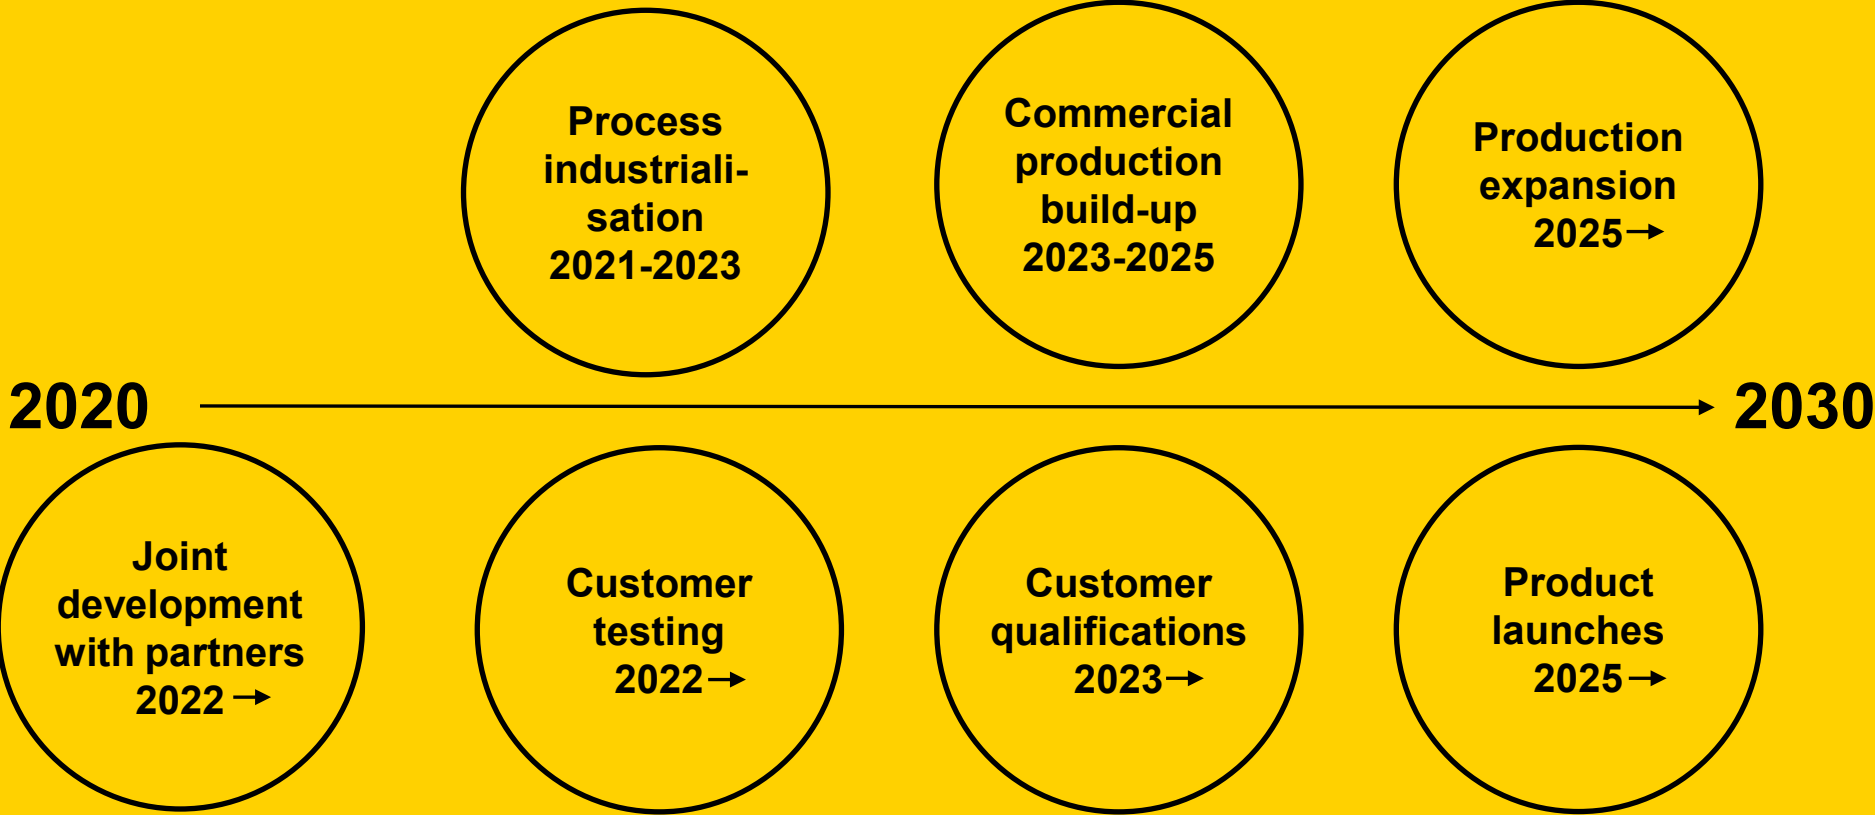 Process
industriali-
sation
2021-2023
Commercial
production
build-up
2023-2025
Production
expansion
2025→
2020
2030
Joint
development
with partners
2022→
Customer
testing
2022→
Customer
qualifications
2023→
Product
launches
2025→